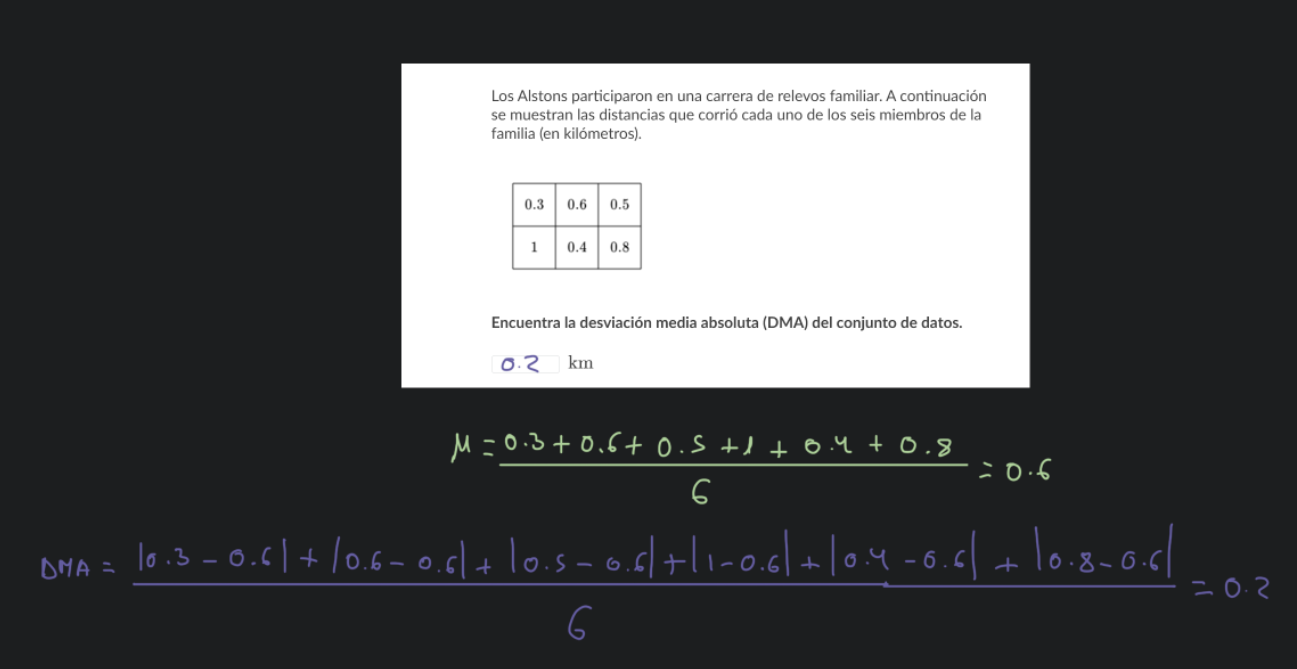 Los Alstons participaron en una carrera de relevos familiar. A continuación
se muestran las distancias que corrió cada uno de los seis miembros de la
familia (en kilómetros).
0.3 0.6 0.5
1 0.4 0.8
Encuentra la desviación media absoluta (DMA) del conjunto de datos.
0.2 km
μ = 0.3 + 0.6 + 0.5 + 1 + 0.4 + 0.8
= 0.6
6
DMA = |0.3 - 0.6| + |0.6 - 0.6| + |0.5 - 0.6| + |1 - 0.6| + |0.4 - 0.6| + |0.8 - 0.6|
= 0.2
6